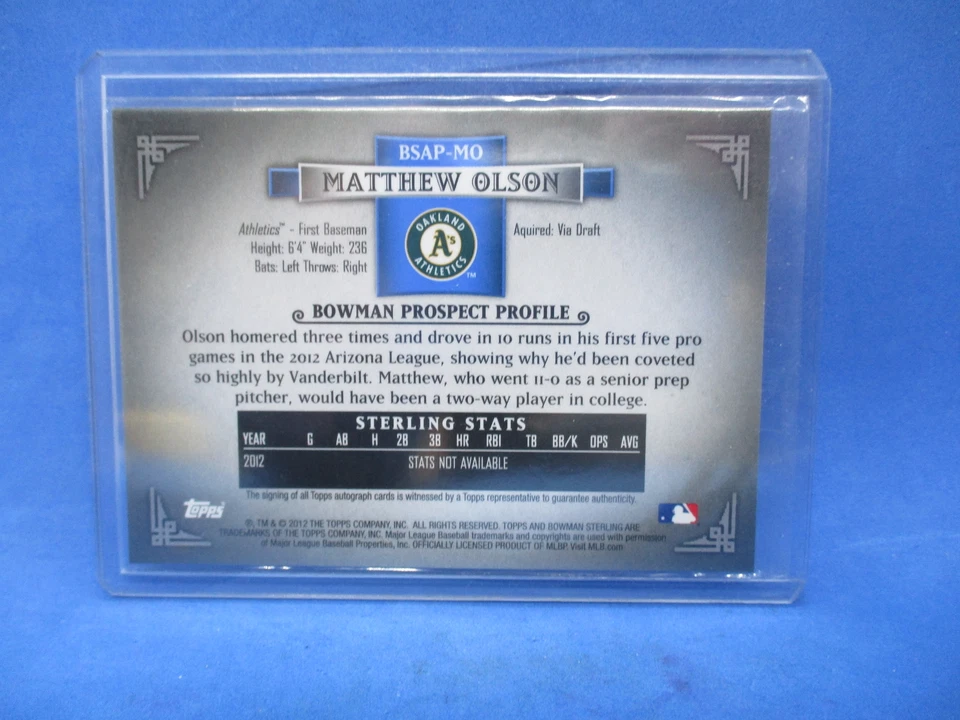 BSAP-MO
MATTHEW OLSON
Athletics™ - First Baseman
Height: 6'4" Weight: 236
Bats: Left Throws: Right
OAKLAND
A's
ATHLETICS
TM
Aquired: Via Draft
BOWMAN PROSPECT PROFILE
Olson homered three times and drove in 10 runs in his first five pro
games in the 2012 Arizona League, showing why he'd been coveted
so highly by Vanderbilt. Matthew, who went 11-0 as a senior prep
pitcher, would have been a two-way player in college.
STERLING STATS
YEAR G AB H 2B 3B HR RBI TB BB/K OPS AVG
2012 STATS NOT AVAILABLE
The signing of all Topps autograph cards is witnessed by a Topps representative to guarantee authenticity.
Topps
®, TM & © 2012 THE TOPPS COMPANY, INC. ALL RIGHTS RESERVED. TOPPS AND BOWMAN STERLING ARE
TRADEMARKS OF THE TOPPS COMPANY, INC. Major League Baseball trademarks and copyrights are used with permission
of Major League Baseball Properties, Inc. OFFICIALLY LICENSED PRODUCT OF MLBP. Visit MLB.com